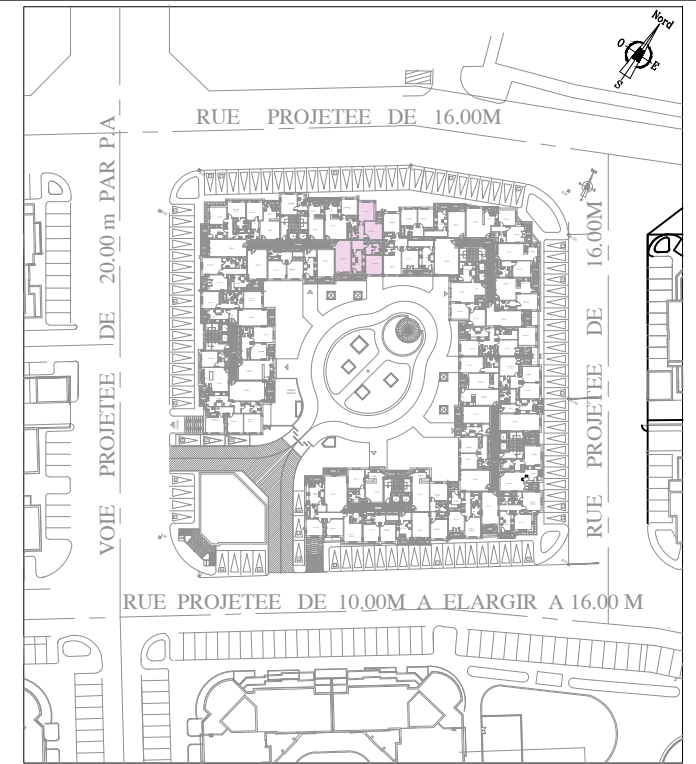 Nord
O
E
S
RUE PROJETEE DE 16.00M
VOIE PROJETEE DE 20.00 m PAR P.A
RUE PROJETEE DE 16.00M
RUE PROJETEE DE 10.00M A ELARGIR A 16.00 M